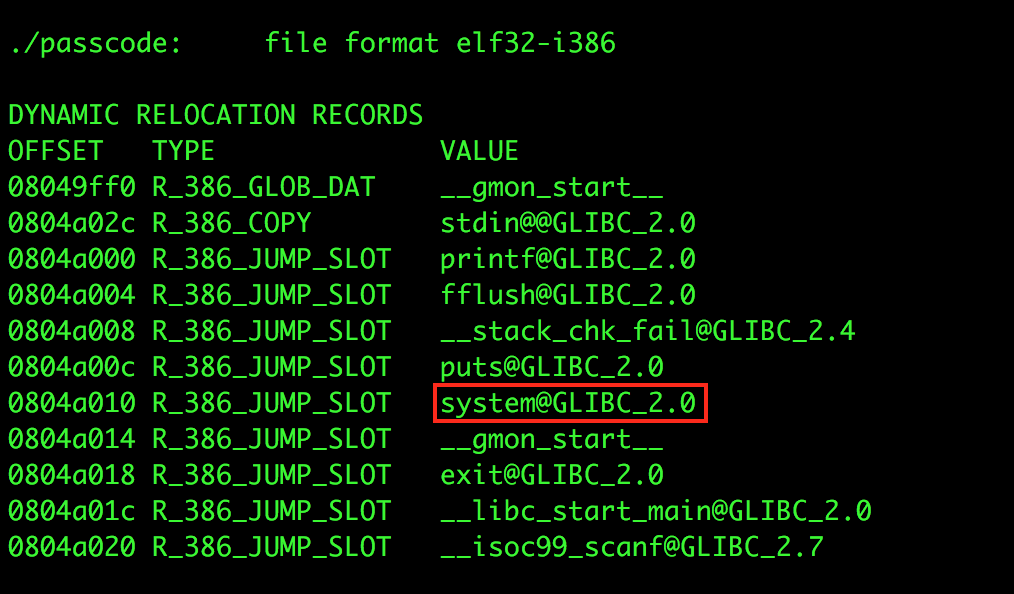 ./passcode:     file format elf32-i386
DYNAMIC RELOCATION RECORDS
OFFSET   TYPE              VALUE
08049ff0 R_386_GLOB_DAT    __gmon_start__
0804a02c R_386_COPY        stdin@@GLIBC_2.0
0804a000 R_386_JUMP_SLOT   printf@GLIBC_2.0
0804a004 R_386_JUMP_SLOT   fflush@GLIBC_2.0
0804a008 R_386_JUMP_SLOT   __stack_chk_fail@GLIBC_2.4
0804a00c R_386_JUMP_SLOT   puts@GLIBC_2.0
0804a010 R_386_JUMP_SLOT   system@GLIBC_2.0
0804a014 R_386_JUMP_SLOT   __gmon_start__
0804a018 R_386_JUMP_SLOT   exit@GLIBC_2.0
0804a01c R_386_JUMP_SLOT   __libc_start_main@GLIBC_2.0
0804a020 R_386_JUMP_SLOT   __isoc99_scanf@GLIBC_2.7